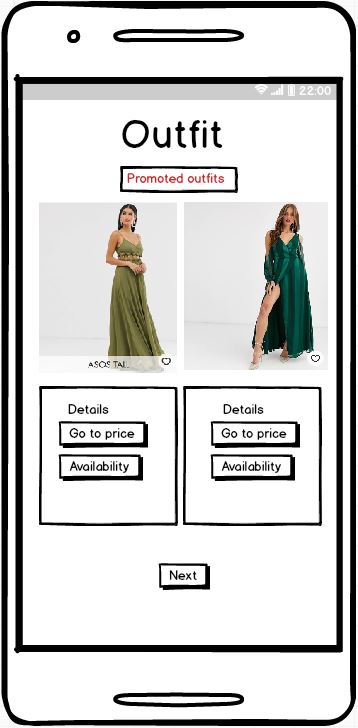 22:00
Outfit
Promoted outfits
ASOS TAL
Details
Go to price
Availability
Details
Go to price
Availability
Next